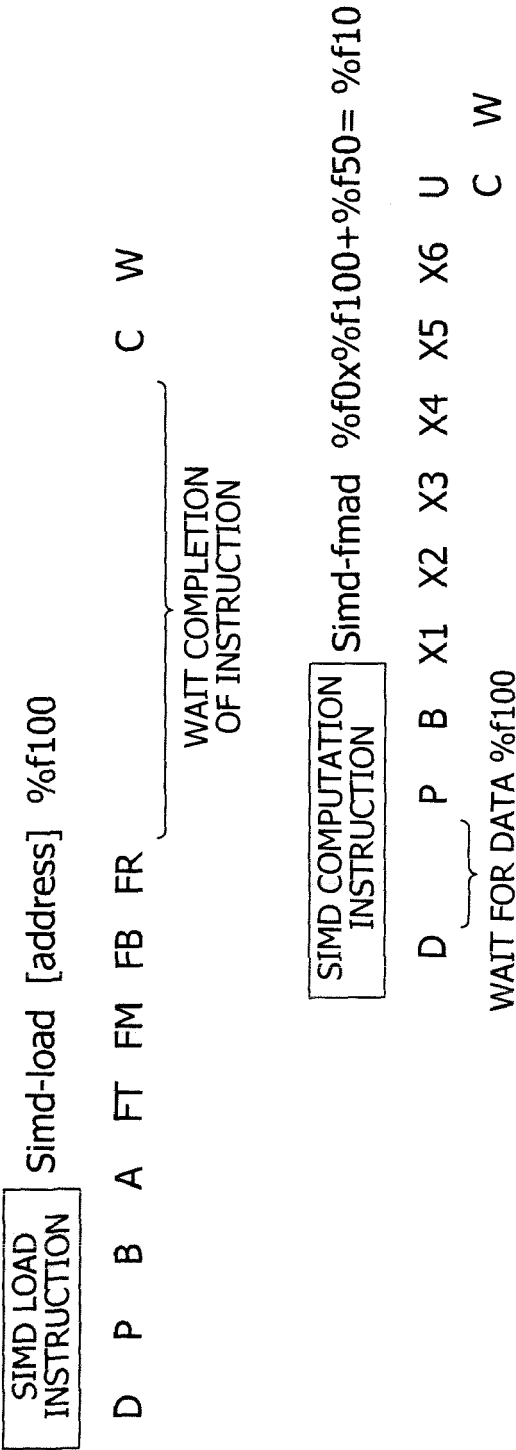 SIMD LOAD
INSTRUCTION
Simd-load [address] %f100
D P B A FT FM FB FR C W
WAIT COMPLETION
OF INSTRUCTION
SIMD COMPUTATION
INSTRUCTION
Simd-fmad %f0x%f100+%f50= %f10
D P B X1 X2 X3 X4 X5 X6 U
C W
WAIT FOR DATA %f100